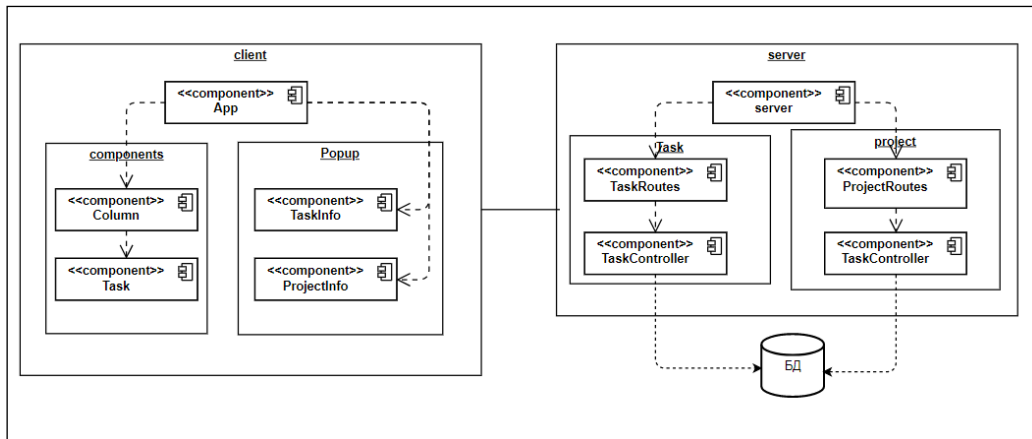 client
<<component>>
App
components
<<component>>
Column
<<component>>
Task
Popup
<<component>>
TaskInfo
<<component>>
ProjectInfo
server
<<component>>
server
Task
<<component>>
TaskRoutes
<<component>>
TaskController
project
<<component>>
ProjectRoutes
<<component>>
TaskController
БД